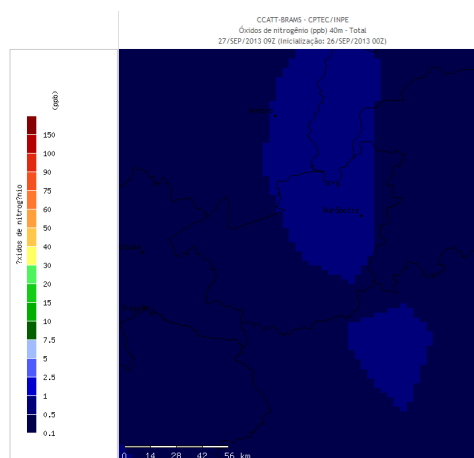 CCATT-BRAMS - CPTEC/INPE
Óxidos de nitrogênio (ppb) 40m - Total
27/SEP/2013 09Z (Inicialização: 26/SEP/2013 00Z)
(ppb)
?xidos de nitrog?nio
150
100
90
75
60
50
40
30
20
15
10
7.5
5
2.5
1
0.5
0.1
0 14 28 42 56 km